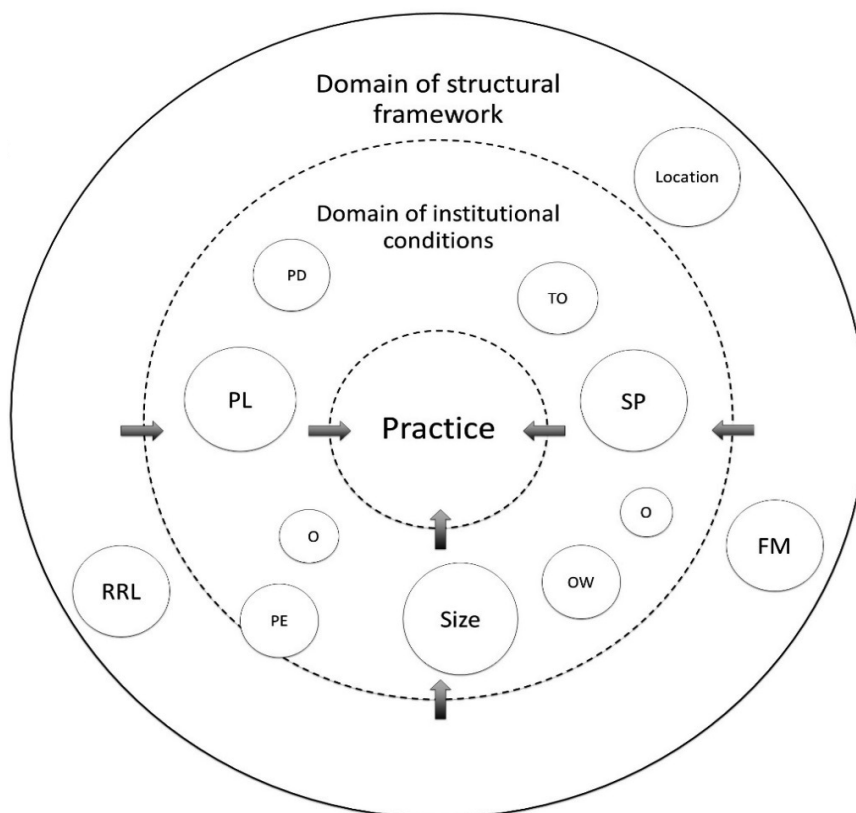 Domain of structural
framework
Location
Domain of institutional
conditions
PD
TO
PL
Practice
SP
O
O
FM
RRL
PE
Size
OW